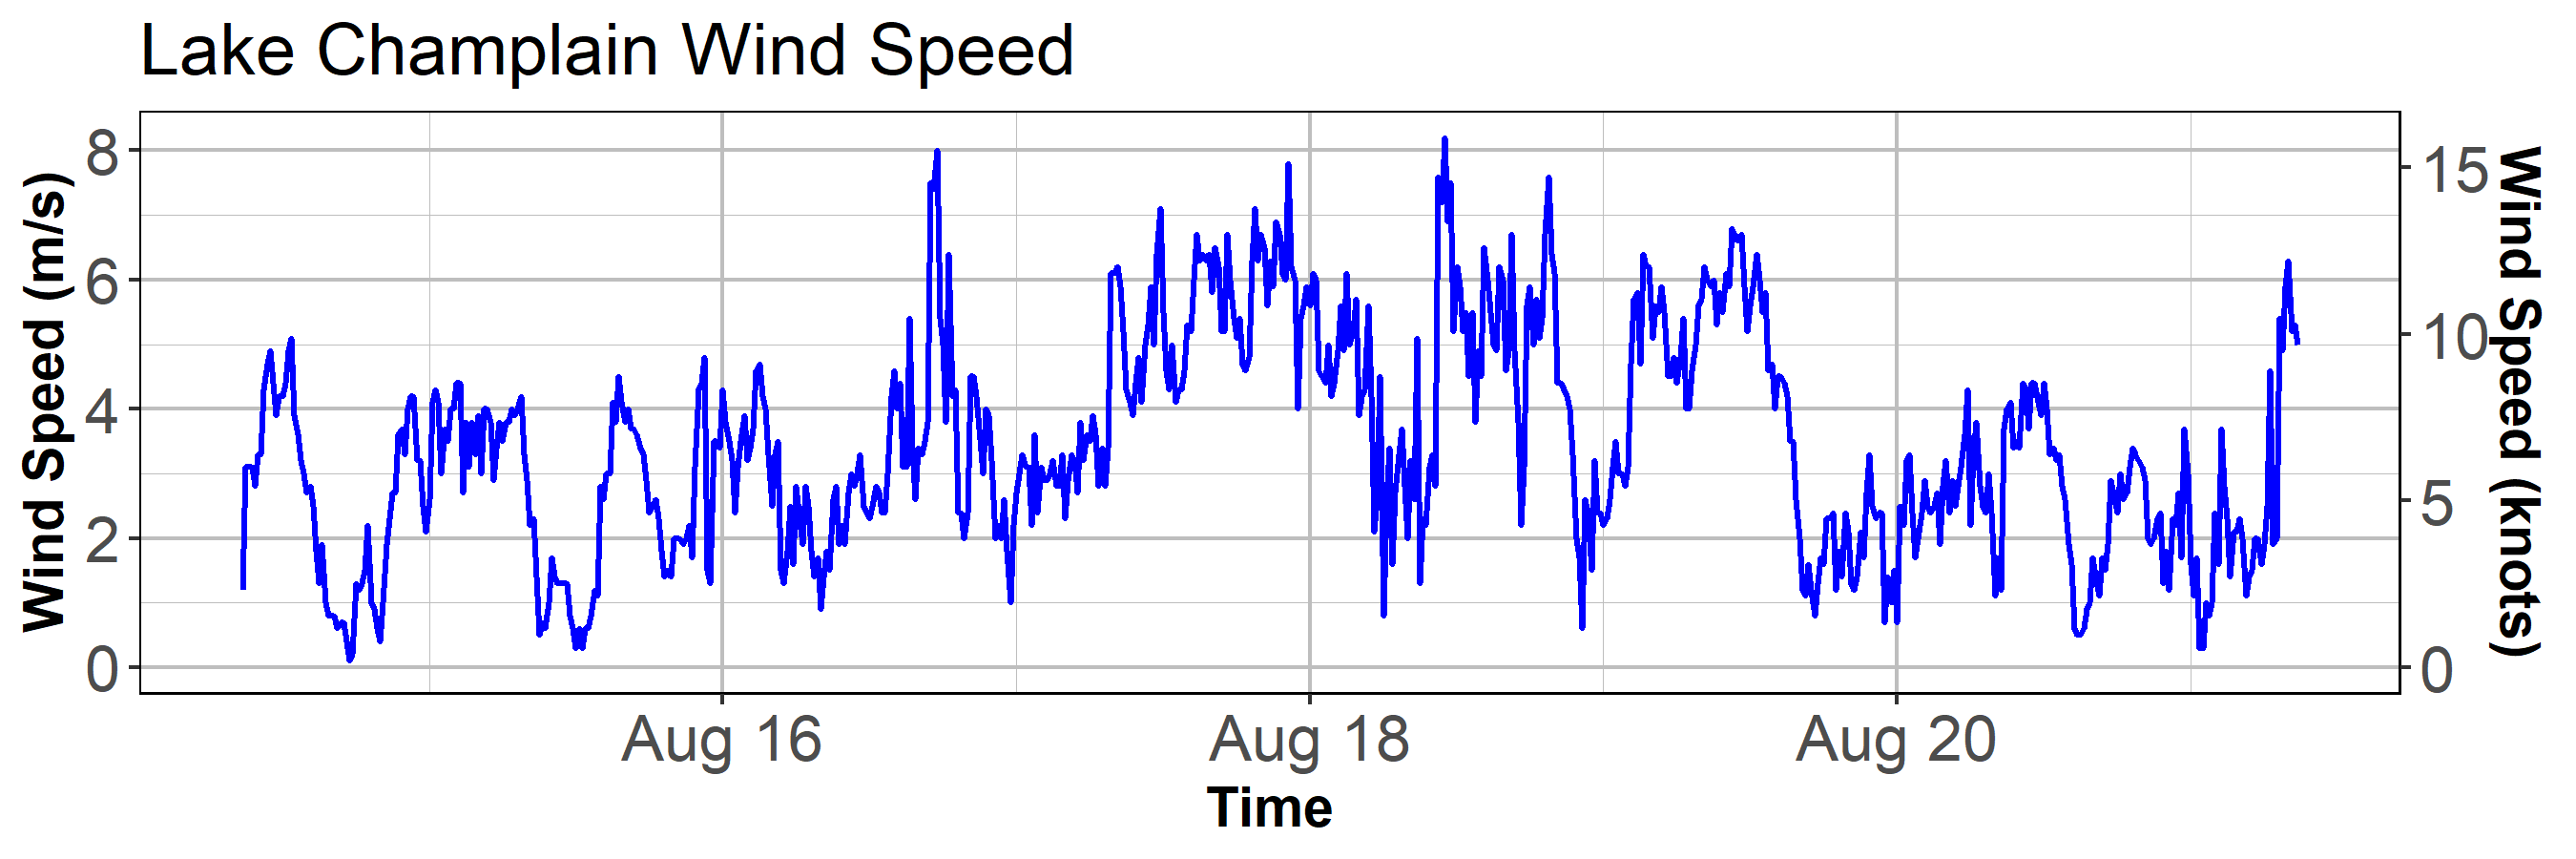 Lake Champlain Wind Speed
Wind Speed (m/s)
8
6
4
2
0
15
10
5
0
Wind Speed (knots)
Aug 16
Aug 18
Aug 20
Time